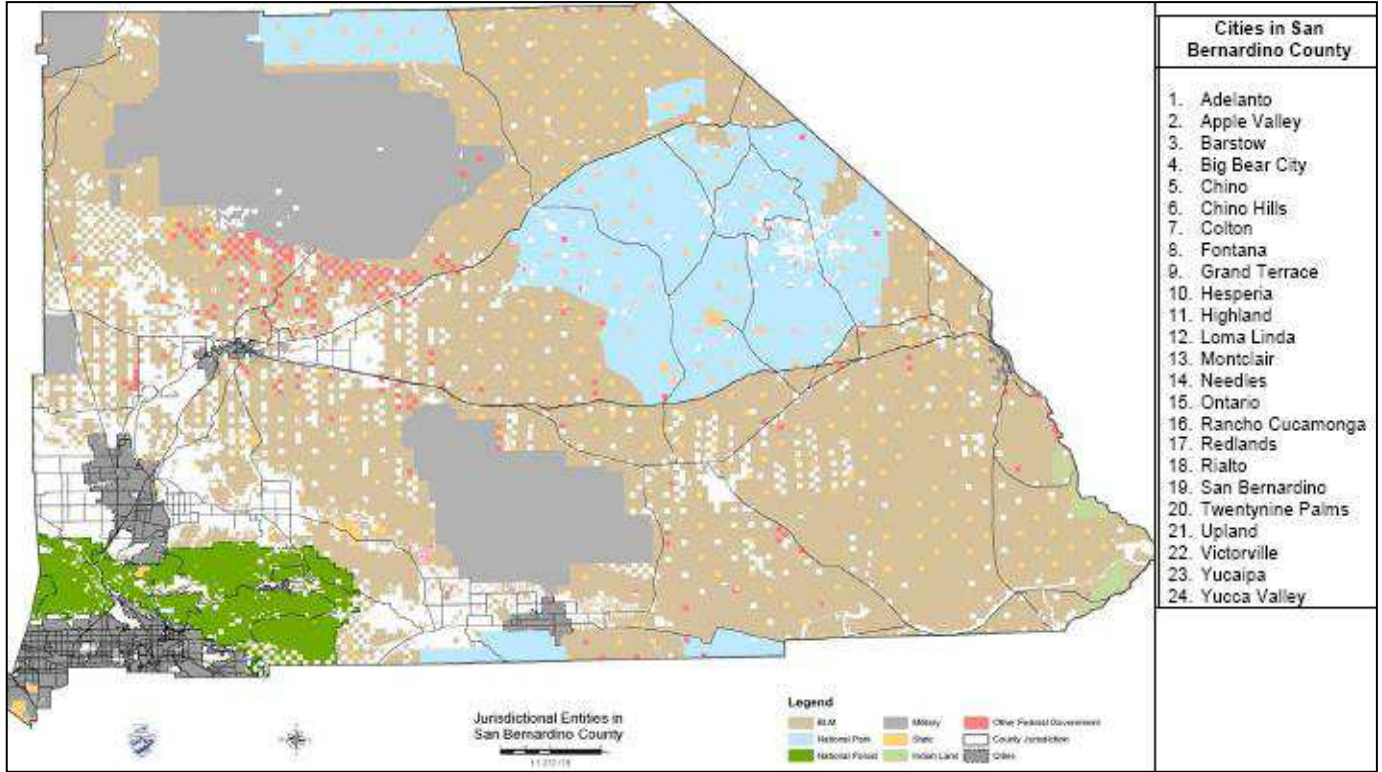 Cities in San
Bernardino County
1. Adelanto
2. Apple Valley
3. Barstow
4. Big Bear City
5. Chino
6. Chino Hills
7. Colton
8. Fontana
9. Grand Terrace
10. Hesperia
11. Highland
12. Loma Linda
13. Montclair
14. Needles
15. Ontario
16. Rancho Cucamonga
17. Redlands
18. Rialto
19. San Bernardino
20. Twentynine Palms
21. Upland
22. Victorville
23. Yucaipa
24. Yucca Valley
Jurisdictional Entities in
San Bernardino County
Legend
BLM
National Park
National Forest
Military
State
Indian Land
Other Federal Government
County Jurisdiction
Cities